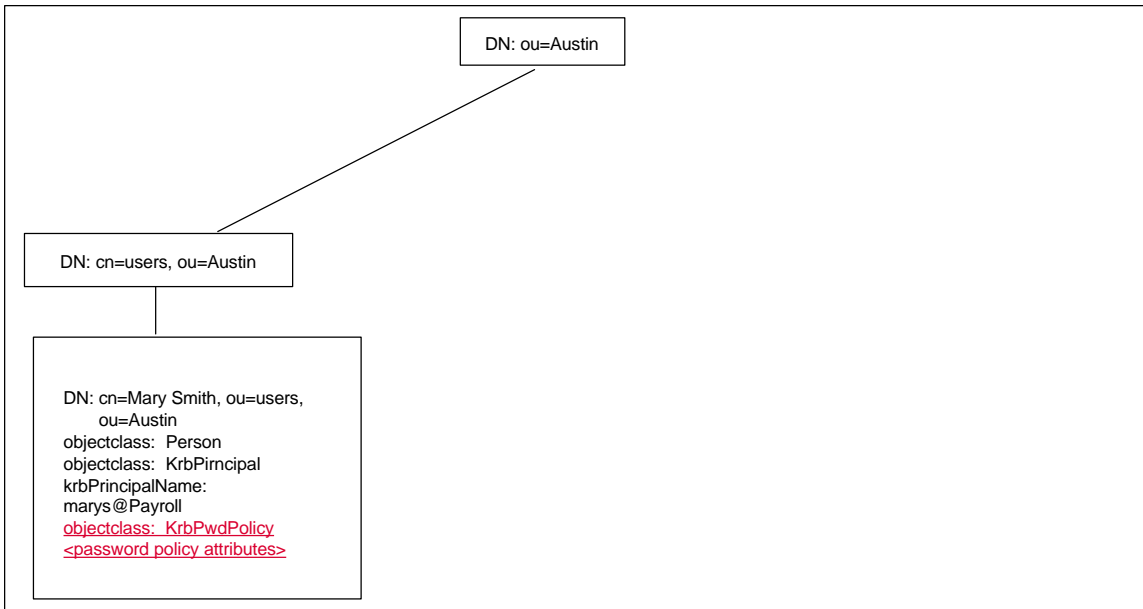 DN: ou=Austin
DN: cn=users, ou=Austin
DN: cn=Mary Smith, ou=users,
ou=Austin
objectclass: Person
objectclass: KrbPirncipal
krbPrincipalName:
marys@Payroll
objectclass: KrbPwdPolicy
<password policy attributes>